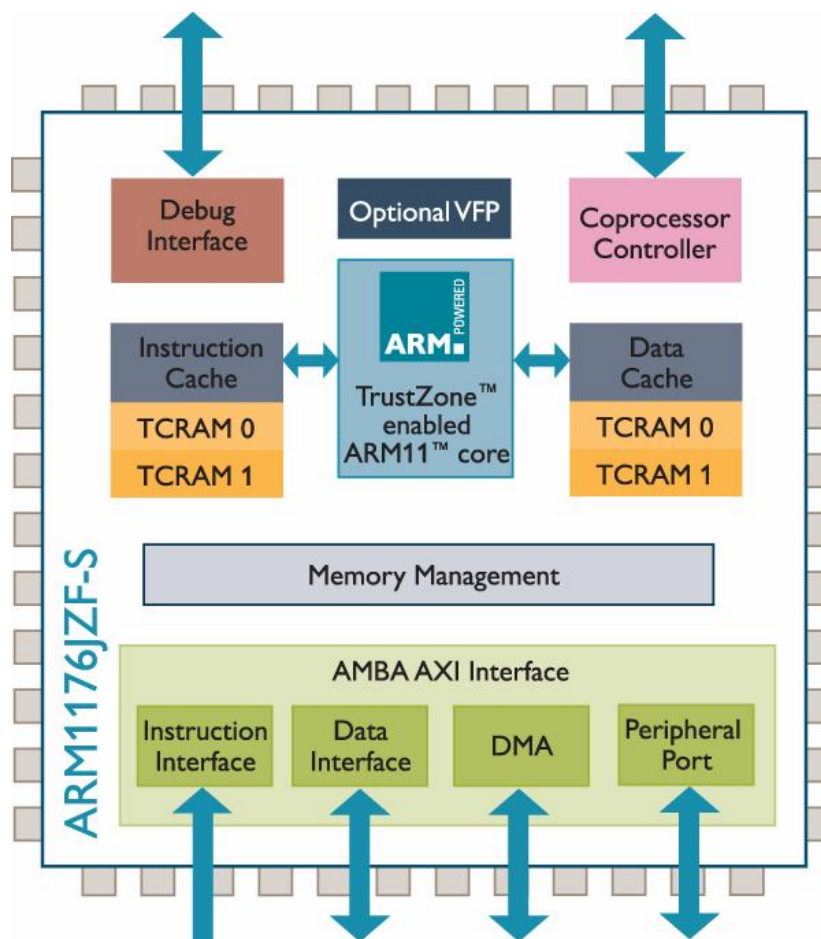 Debug
Interface
Optional VFP
Coprocessor
Controller
ARM
POWERED
TrustZone™
enabled
ARM11™ core
Instruction
Cache
TCRAM 0
TCRAM 1
Data
Cache
TCRAM 0
TCRAM 1
Memory Management
ARM1176JZF-S
AMBA AXI Interface
Instruction
Interface
Data
Interface
DMA
Peripheral
Port